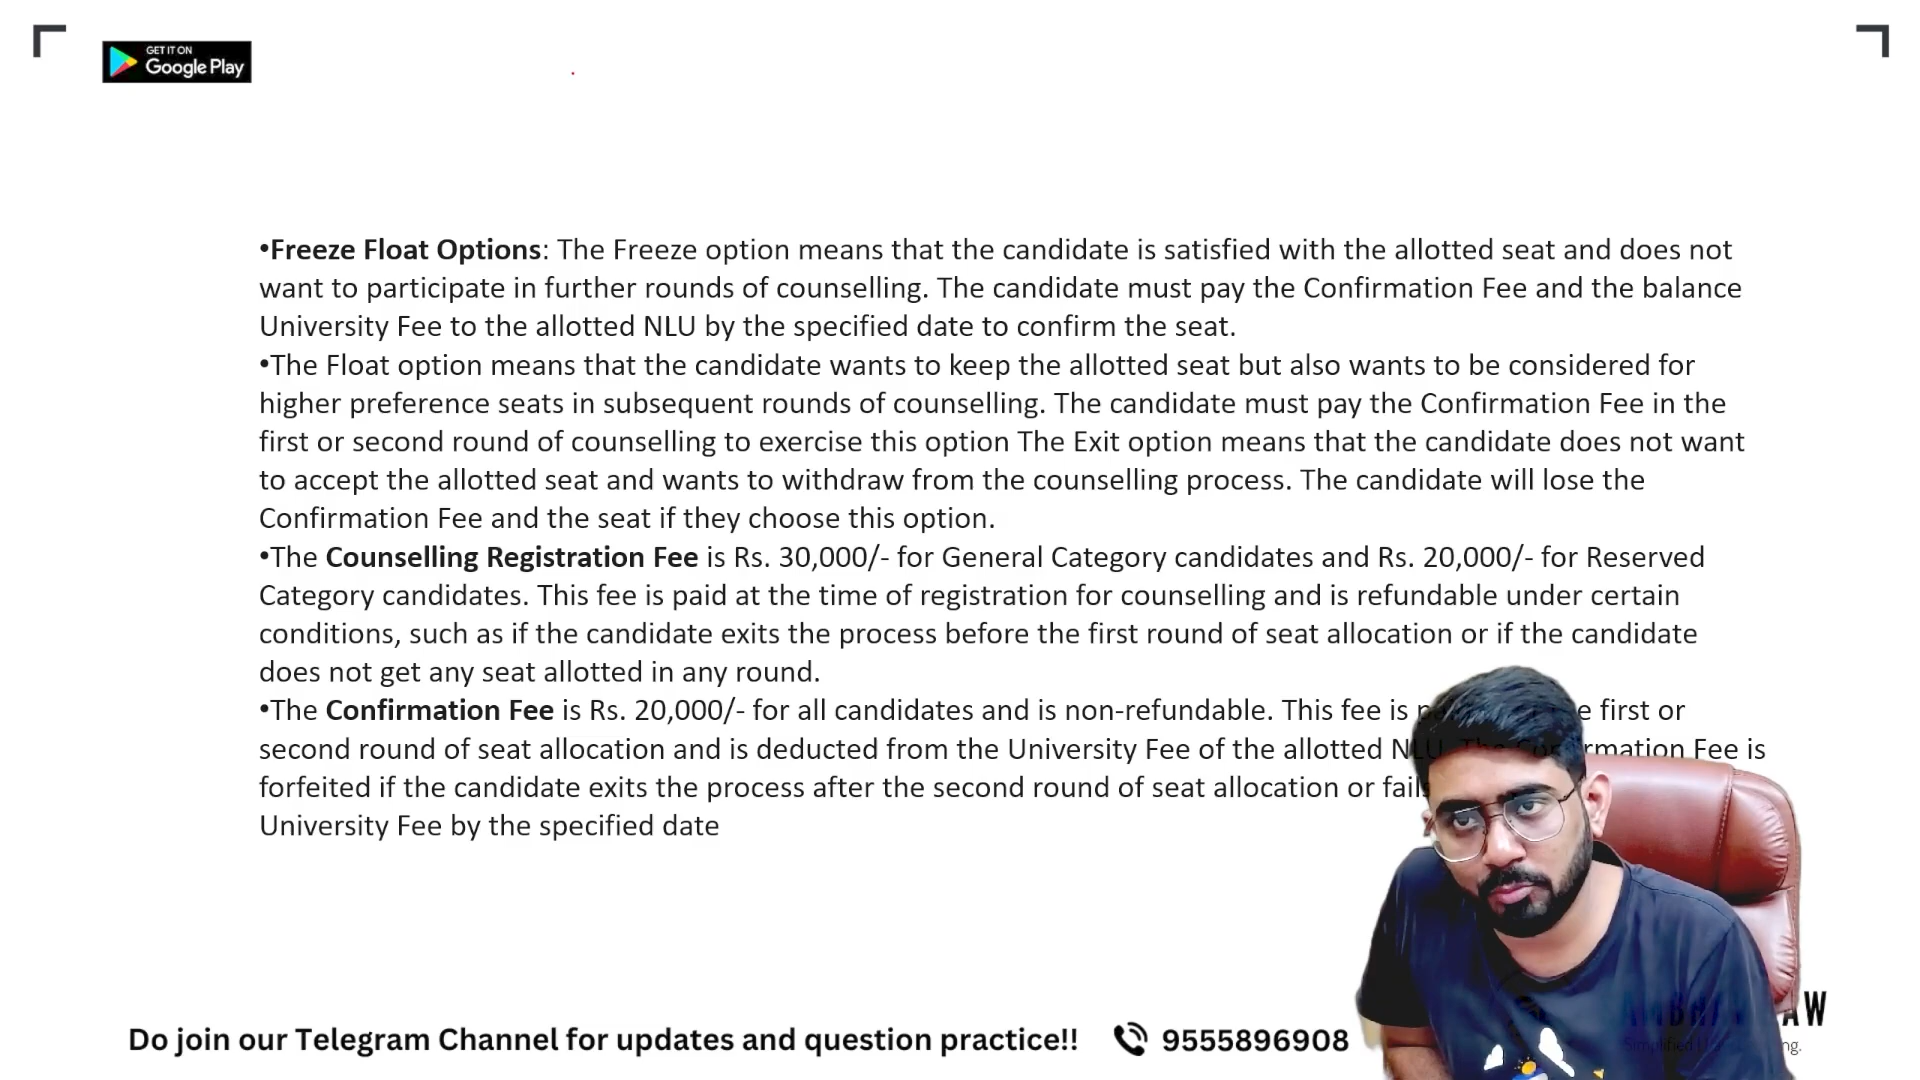 GET IT ON
Google Play
•Freeze Float Options: The Freeze option means that the candidate is satisfied with the allotted seat and does not
want to participate in further rounds of counselling. The candidate must pay the Confirmation Fee and the balance
University Fee to the allotted NLU by the specified date to confirm the seat.
•The Float option means that the candidate wants to keep the allotted seat but also wants to be considered for
higher preference seats in subsequent rounds of counselling. The candidate must pay the Confirmation Fee in the
first or second round of counselling to exercise this option The Exit option means that the candidate does not want
to accept the allotted seat and wants to withdraw from the counselling process. The candidate will lose the
Confirmation Fee and the seat if they choose this option.
•The Counselling Registration Fee is Rs. 30,000/- for General Category candidates and Rs. 20,000/- for Reserved
Category candidates. This fee is paid at the time of registration for counselling and is refundable under certain
conditions, such as if the candidate exits the process before the first round of seat allocation or if the candidate
does not get any seat allotted in any round.
•The Confirmation Fee is Rs. 20,000/- for all candidates and is non-refundable. This fee is first or
second round of seat allocation and is deducted from the University Fee of the allotted NLU. The Confirmation Fee is
forfeited if the candidate exits the process after the second round of seat allocation or fails
University Fee by the specified date
Do join our Telegram Channel for updates and question practice!! 9555896908